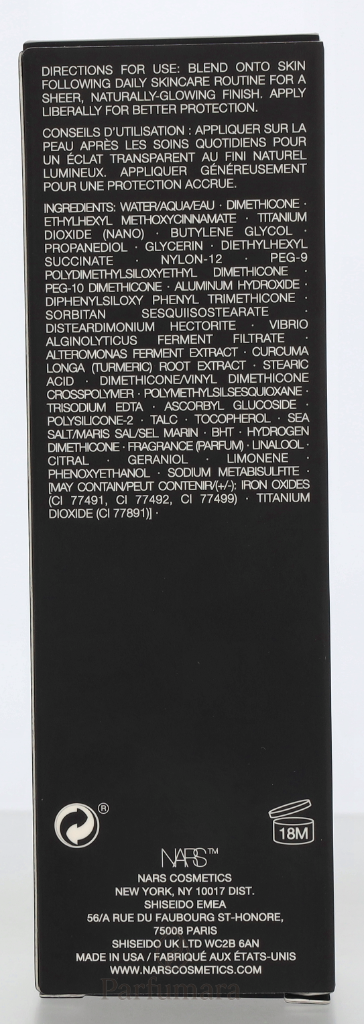 DIRECTIONS FOR USE: BLEND ONTO SKIN
FOLLOWING DAILY SKINCARE ROUTINE FOR A
SHEER, NATURALLY-GLOWING FINISH. APPLY
LIBERALLY FOR BETTER PROTECTION.
CONSEILS D'UTILISATION : APPLIQUER SUR LA
PEAU APRÈS LES SOINS QUOTIDIENS POUR
UN ÉCLAT TRANSPARENT AU FINI NATUREL
LUMINEUX. APPLIQUER GÉNÉREUSEMENT
POUR UNE PROTECTION ACCRUE.
INGREDIENTS: WATER/AQUA/EAU · DIMETHICONE ·
ETHYLHEXYL METHOXYCINNAMATE · TITANIUM
DIOXIDE (NANO) · BUTYLENE GLYCOL ·
PROPANEDIOL · GLYCERIN · DIETHYLHEXYL
SUCCINATE · NYLON-12 · PEG-9
POLYDIMETHYLSILOXYETHYL DIMETHICONE ·
PEG-10 DIMETHICONE · ALUMINUM HYDROXIDE ·
DIPHENYLSILOXY PHENYL TRIMETHICONE ·
SORBITAN SESQUIISOSTEARATE ·
DISTEARDIMONIUM HECTORITE · VIBRIO
ALGINOLYTICUS FERMENT FILTRATE ·
ALTEROMONAS FERMENT EXTRACT · CURCUMA
LONGA (TURMERIC) ROOT EXTRACT · STEARIC
ACID · DIMETHICONE/VINYL DIMETHICONE
CROSSPOLYMER · POLYMETHYLSILSESQUIOXANE ·
TRISODIUM EDTA · ASCORBYL GLUCOSIDE ·
POLYSILICONE-2 · TALC · TOCOPHEROL · SEA
SALT/MARIS SAL/SEL MARIN · BHT · HYDROGEN
DIMETHICONE · FRAGRANCE (PARFUM) · LINALOOL ·
CITRAL · GERANIOL · LIMONENE ·
PHENOXYETHANOL · SODIUM METABISULFITE ·
[MAY CONTAIN/PEUT CONTENIR/(+/-): IRON OXIDES
(CI 77491, CI 77492, CI 77499) · TITANIUM
DIOXIDE (CI 77891)] ·
®
18M
NARS™
NARS COSMETICS
NEW YORK, NY 10017 DIST.
SHISEIDO EMEA
56/A RUE DU FAUBOURG ST-HONORE,
75008 PARIS
SHISEIDO UK LTD WC2B 6AN
MADE IN USA / FABRIQUÉ AUX ÉTATS-UNIS
WWW.NARSCOSMETICS.COM
Parfumara